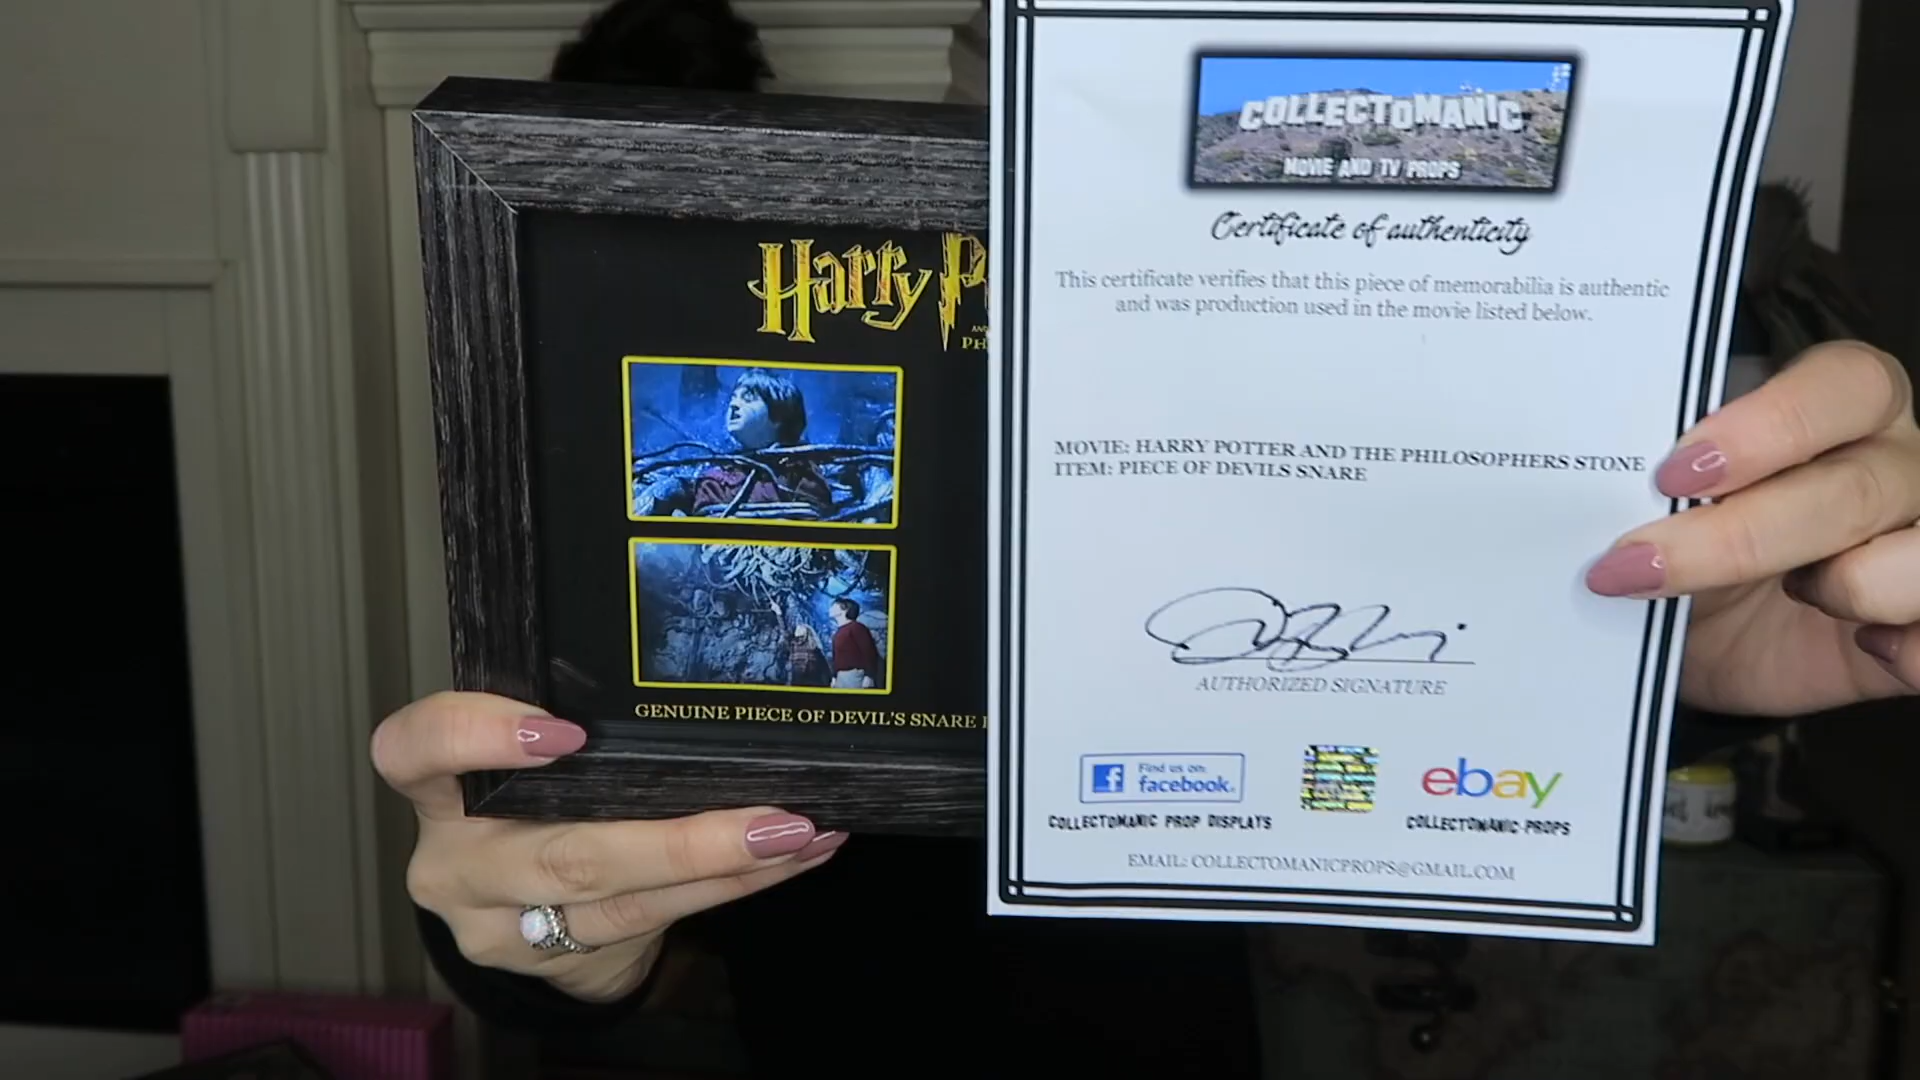 Harry P
AND
PH
GENUINE PIECE OF DEVIL'S SNARE
COLLECTOMANIC
MOVIE AND TV PROPS
Certificate of authenticity
This certificate verifies that this piece of memorabilia is authentic
and was production used in the movie listed below.
MOVIE: HARRY POTTER AND THE PHILOSOPHERS STONE
ITEM: PIECE OF DEVILS SNARE
AUTHORIZED SIGNATURE
Find us on:
facebook.
COLLECTOMANIC PROP DISPLAYS
ebay
COLLECTOMANIC-PROPS
EMAIL: COLLECTOMANICPROPS@GMAIL.COM